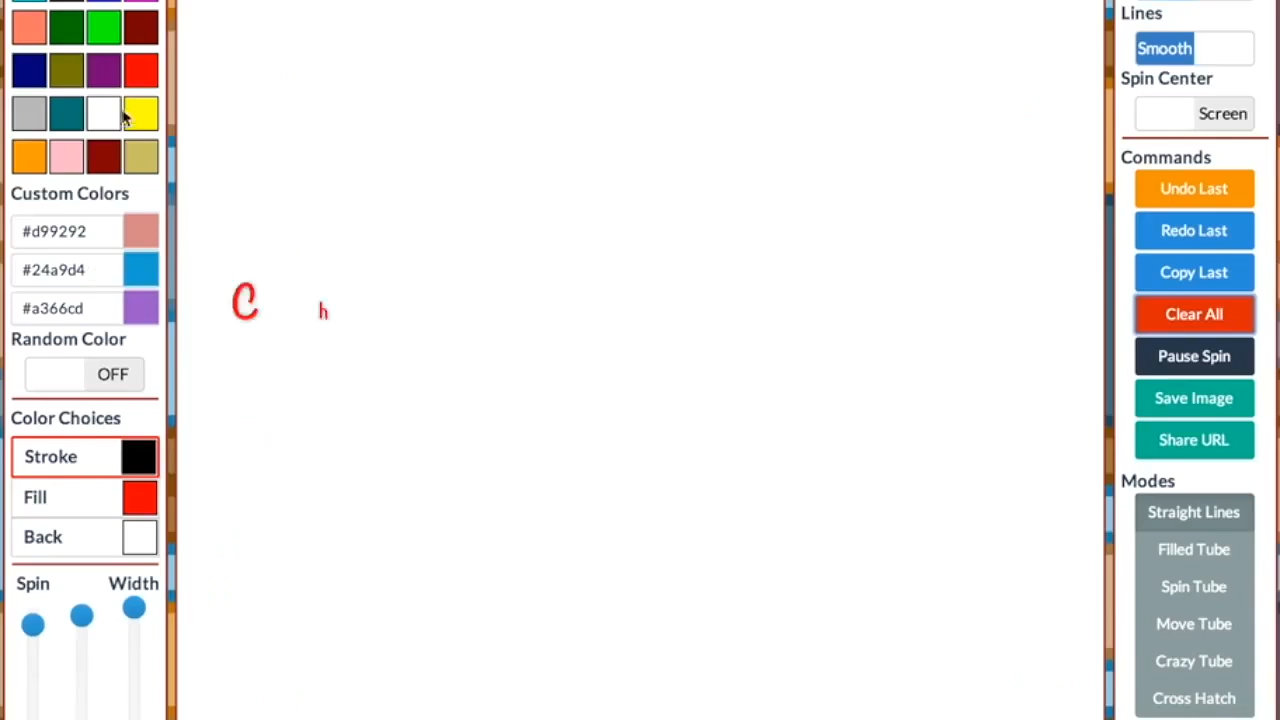 Custom Colors
#d99292
#24a9d4
#a366cd
Random Color
OFF
Color Choices
Stroke
Fill
Back
Spin Width
C h
Lines
Smooth
Spin Center
Screen
Commands
Undo Last
Redo Last
Copy Last
Clear All
Pause Spin
Save Image
Share URL
Modes
Straight Lines
Filled Tube
Spin Tube
Move Tube
Crazy Tube
Cross Hatch